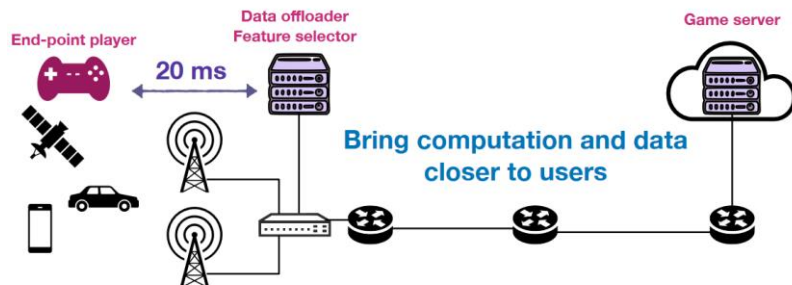 Data offloader
Feature selector
Game server
End-point player
20 ms
Bring computation and data
closer to users